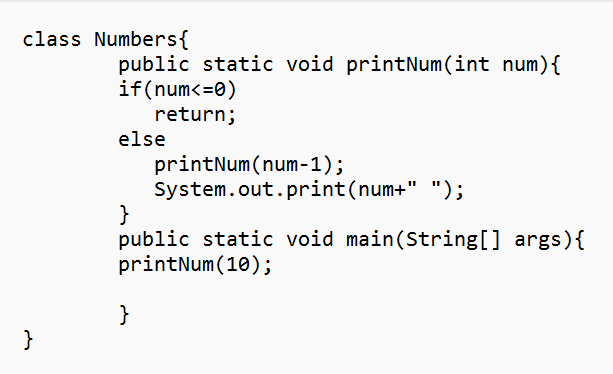 class Numbers{
        public static void printNum(int num){
        if(num<=0)
           return;
        else
           printNum(num-1);
           System.out.print(num+" ");
        }
        public static void main(String[] args){
        printNum(10);

        }
}